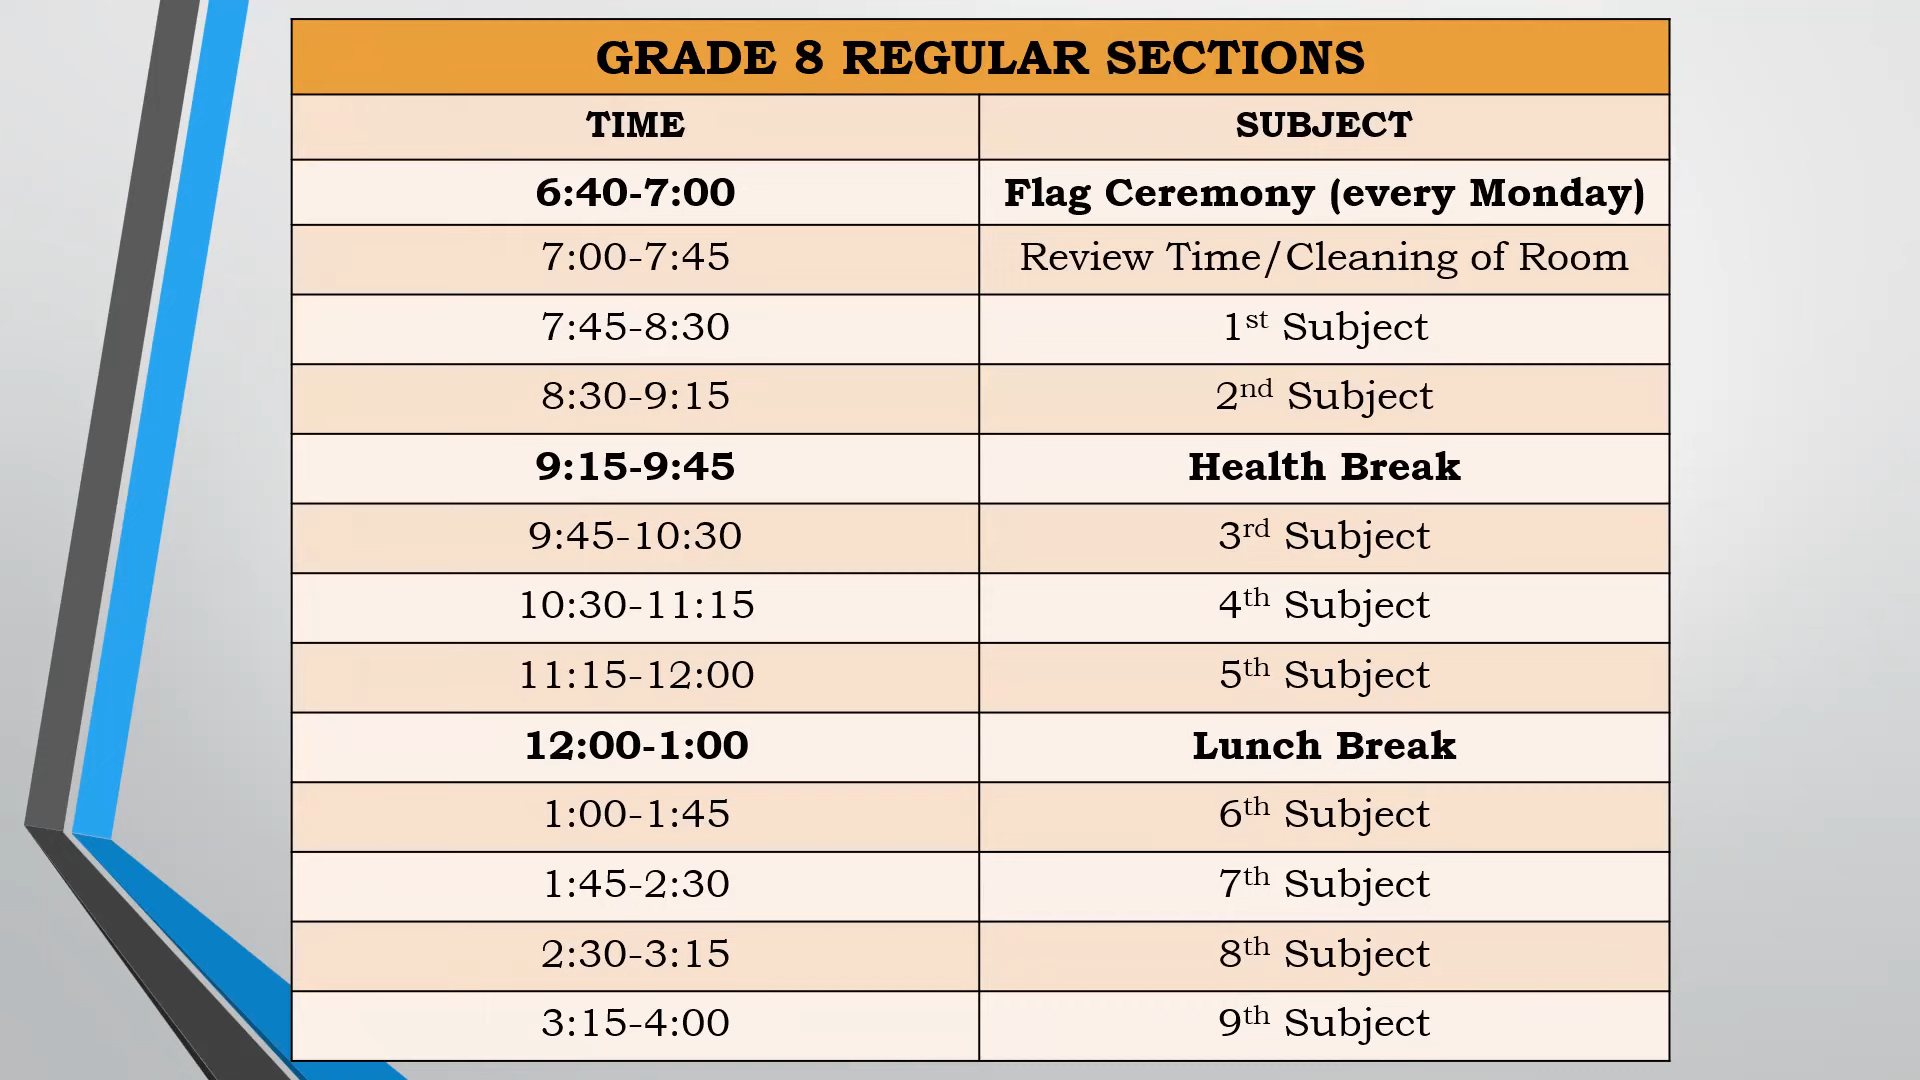 GRADE 8 REGULAR SECTIONS
TIME SUBJECT
6:40-7:00 Flag Ceremony (every Monday)
7:00-7:45 Review Time/Cleaning of Room
7:45-8:30 1st Subject
8:30-9:15 2nd Subject
9:15-9:45 Health Break
9:45-10:30 3rd Subject
10:30-11:15 4th Subject
11:15-12:00 5th Subject
12:00-1:00 Lunch Break
1:00-1:45 6th Subject
1:45-2:30 7th Subject
2:30-3:15 8th Subject
3:15-4:00 9th Subject